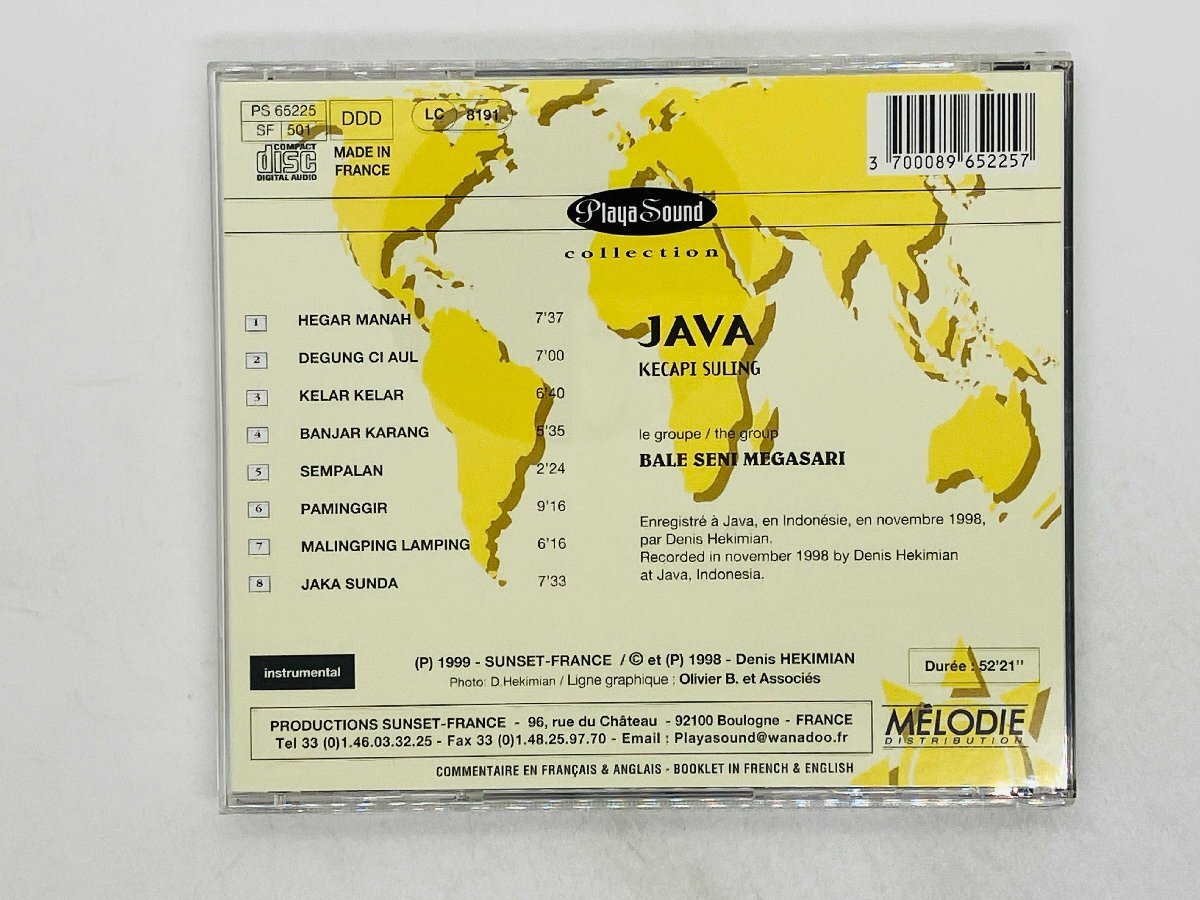 PS 65225
SF 501
DDD
LC 8191
COMPACT
disc
DIGITAL AUDIO
MADE IN
FRANCE
3 700089 652257
Playa Sound
collection
1 HEGAR MANAH 7'37
2 DEGUNG CI AUL 7'00
3 KELAR KELAR 6'40
4 BANJAR KARANG 5'35
5 SEMPALAN 2'24
6 PAMINGGIR 9'16
7 MALINGPING LAMPING 6'16
8 JAKA SUNDA 7'33
JAVA
KECAPI SULING
le groupe / the group
BALE SENI MEGASARI
Enregistré à Java, en Indonésie, en novembre 1998,
par Denis Hekimian.
Recorded in november 1998 by Denis Hekimian
at Java, Indonesia.
instrumental
(P) 1999 - SUNSET-FRANCE / © et (P) 1998 - Denis HEKIMIAN
Photo: D.Hekimian / Ligne graphique : Olivier B. et Associés
Durée : 52'21''
PRODUCTIONS SUNSET-FRANCE - 96, rue du Château - 92100 Boulogne - FRANCE
Tel 33 (0)1.46.03.32.25 - Fax 33 (0)1.48.25.97.70 - Email : Playasound@wanadoo.fr
MÉLODIE
DISTRIBUTION
COMMENTAIRE EN FRANÇAIS & ANGLAIS - BOOKLET IN FRENCH & ENGLISH